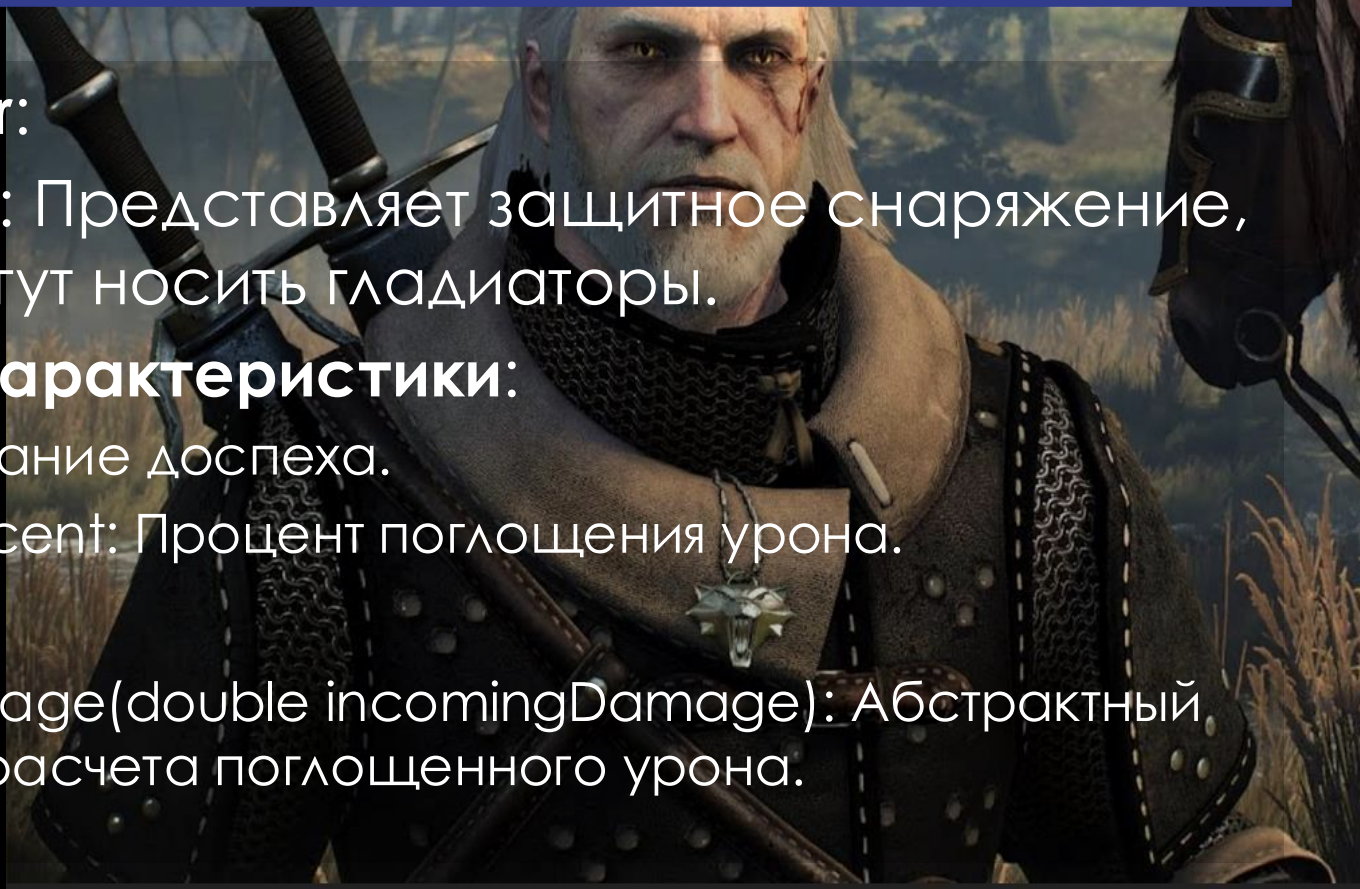 r:
: Представляет защитное снаряжение,
гут носить гладиаторы.
арактеристики:
ание доспеха.
cent: Процент поглощения урона.
age(double incomingDamage): Абстрактный
расчета поглощенного урона.